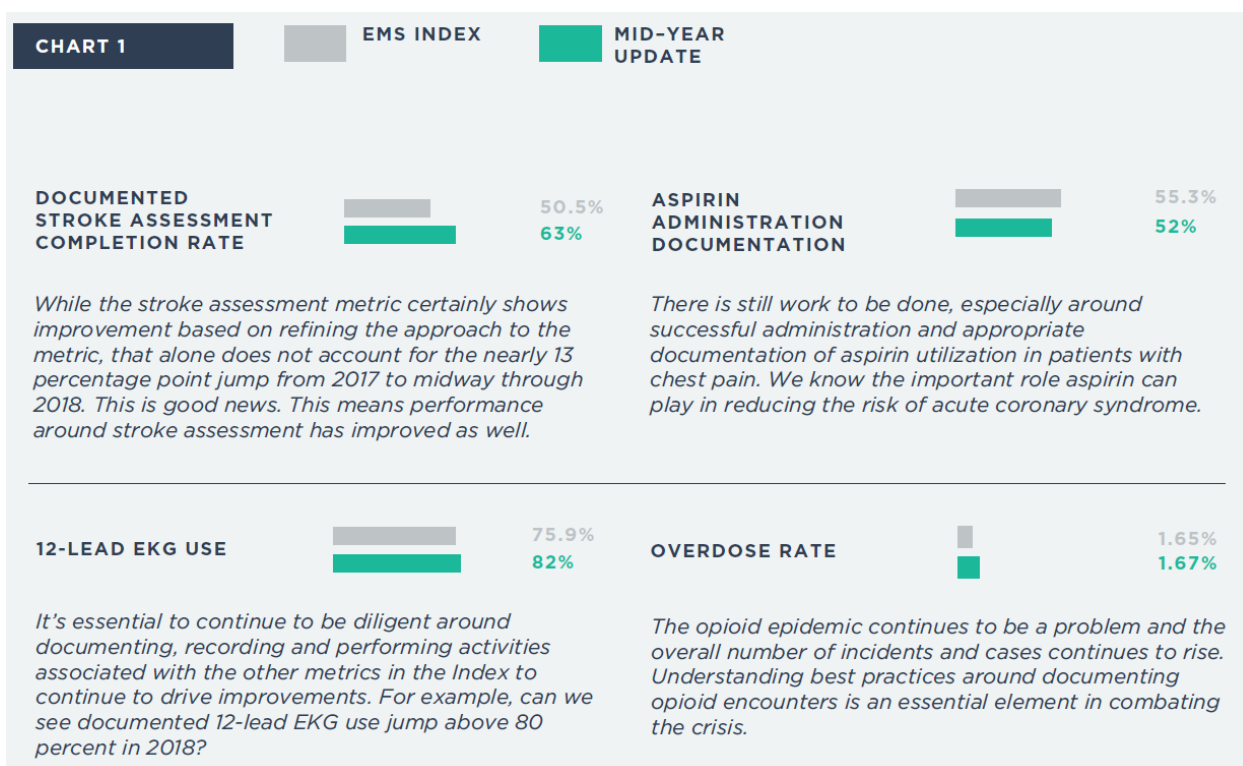 CHART 1
EMS INDEX
MID–YEAR
UPDATE
DOCUMENTED
STROKE ASSESSMENT
COMPLETION RATE
50.5%
63%
While the stroke assessment metric certainly shows
improvement based on refining the approach to the
metric, that alone does not account for the nearly 13
percentage point jump from 2017 to midway through
2018. This is good news. This means performance
around stroke assessment has improved as well.
ASPIRIN
ADMINISTRATION
DOCUMENTATION
55.3%
52%
There is still work to be done, especially around
successful administration and appropriate
documentation of aspirin utilization in patients with
chest pain. We know the important role aspirin can
play in reducing the risk of acute coronary syndrome.
12-LEAD EKG USE
75.9%
82%
It’s essential to continue to be diligent around
documenting, recording and performing activities
associated with the other metrics in the Index to
continue to drive improvements. For example, can we
see documented 12-lead EKG use jump above 80
percent in 2018?
OVERDOSE RATE
1.65%
1.67%
The opioid epidemic continues to be a problem and the
overall number of incidents and cases continues to rise.
Understanding best practices around documenting
opioid encounters is an essential element in combating
the crisis.